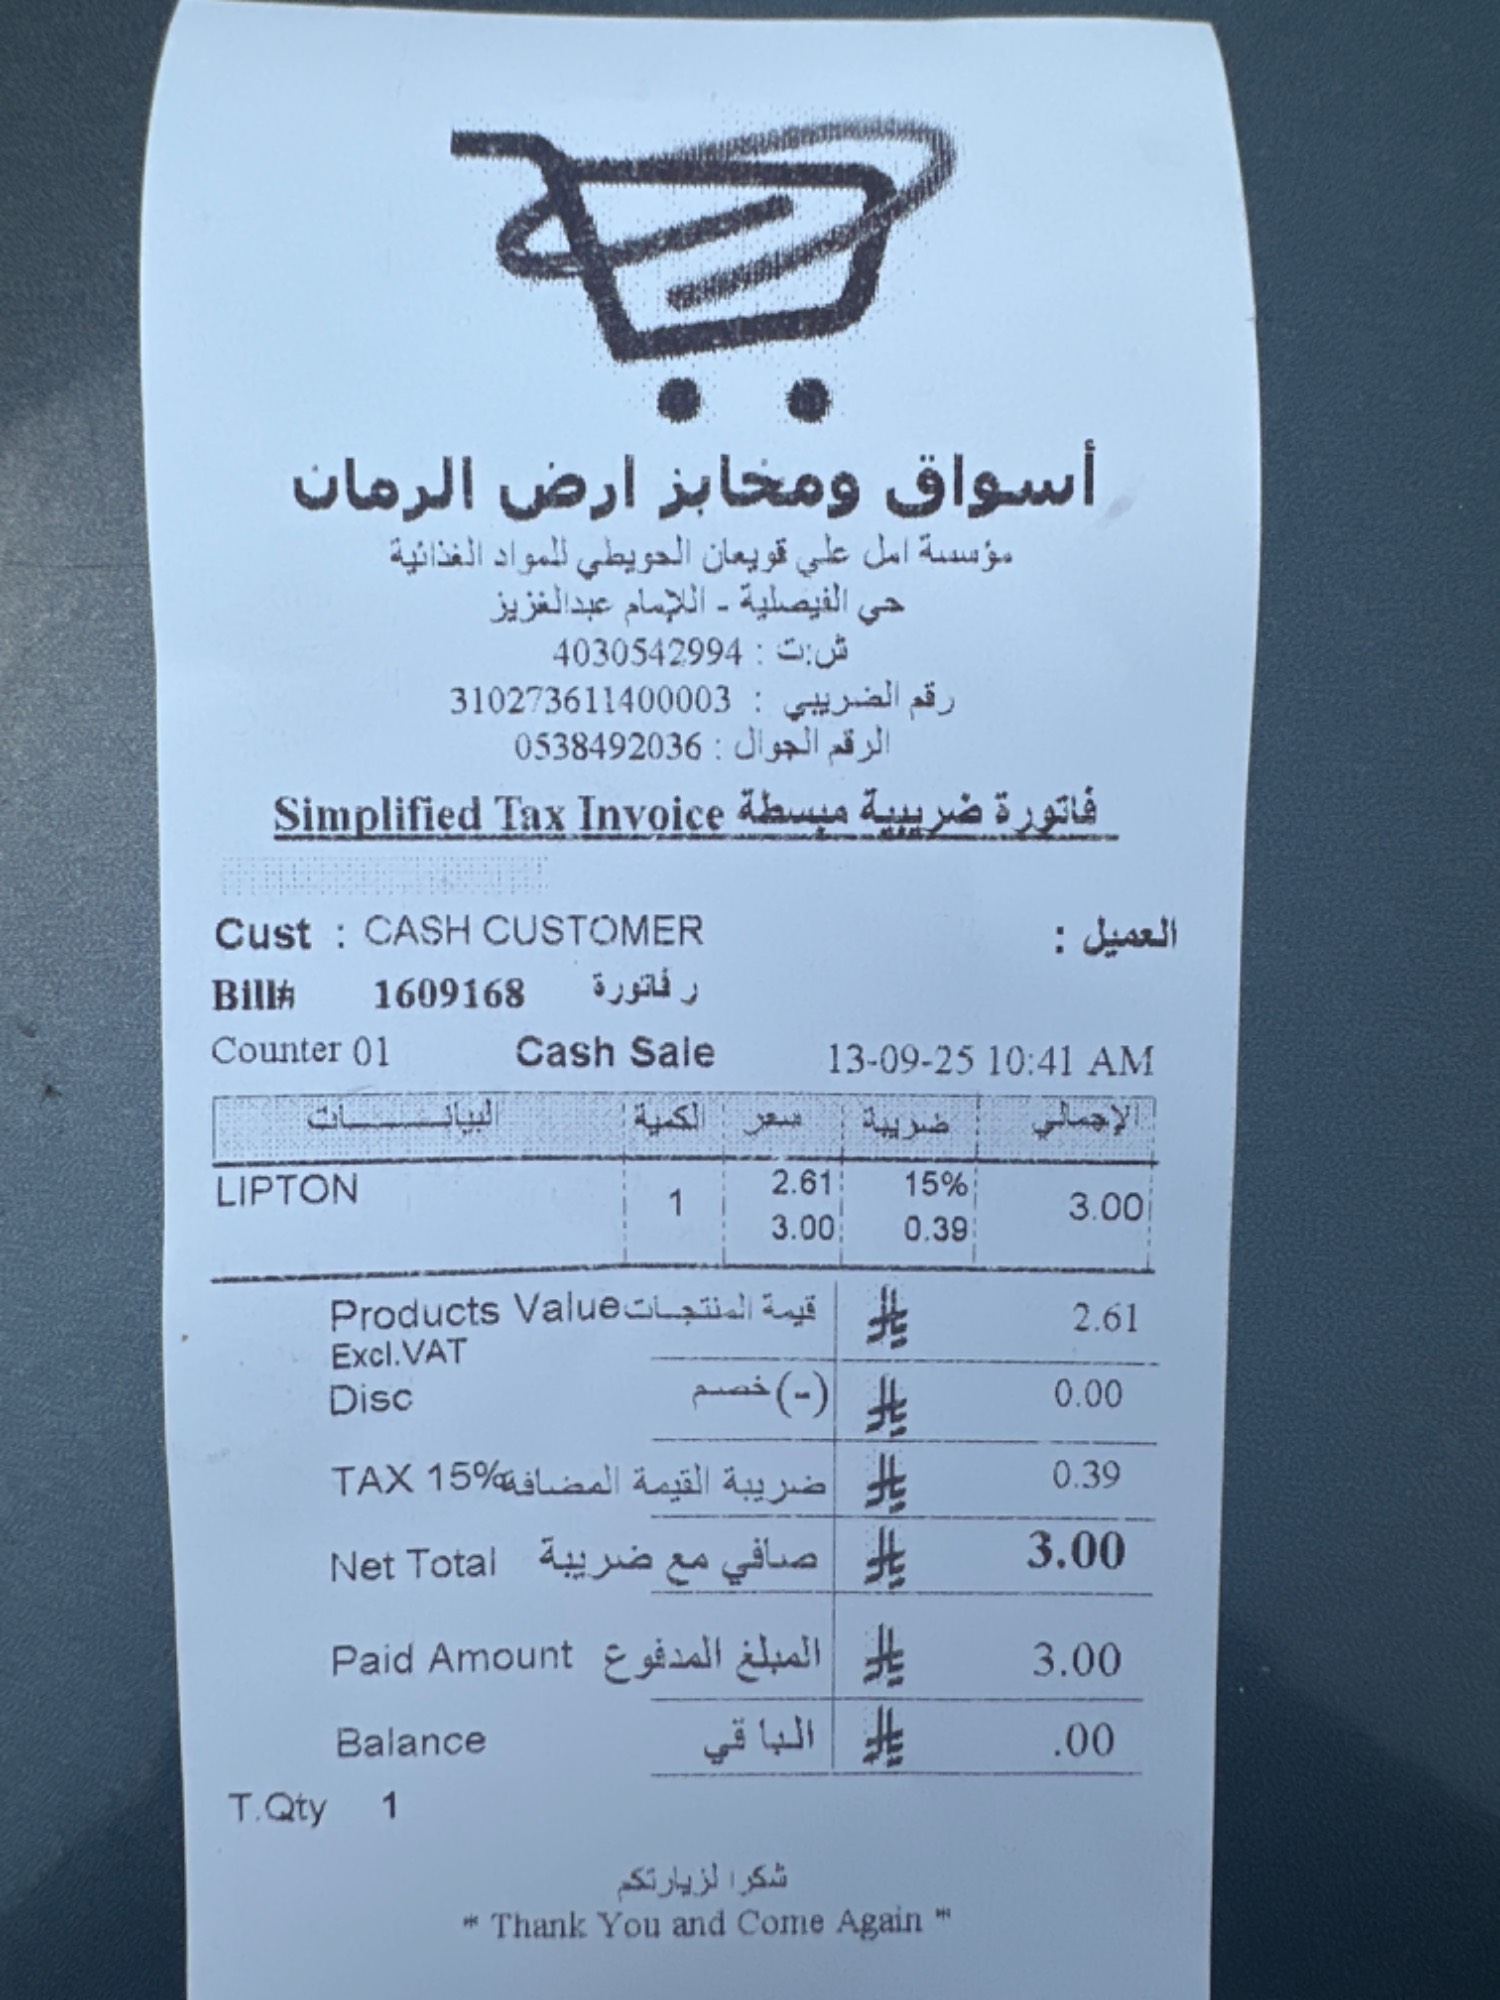 أسواق ومخابز ارض الرمان
مؤسسة امل علي قويعان الحويطي للمواد الغذائية
حي الفيصلية - اللإمام عبدالغزيز
ش:ت : 4030542994
رقم الضريبي : 310273611400003
الرقم الجوال : 0538492036
Simplified Tax Invoice فاتورة ضريبية مبسطة
Cust : CASH CUSTOMER العميل :
Bill# 1609168 ر فاتورة
Counter 01 Cash Sale 13-09-25 10:41 AM
البيانـــــــات الكمية سعر ضريبة الإجمالي
LIPTON 1 2.61 15% 3.00
3.00 0.39
Products Value قيمة المنتجات 2.61
Excl.VAT
Disc خصم (-) 0.00
TAX 15% ضريبة القيمة المضافة 0.39
Net Total صافي مع ضريبة 3.00
Paid Amount المبلغ المدفوع 3.00
Balance الباقي .00
T.Qty 1
شكرا لزيارتكم
* Thank You and Come Again *